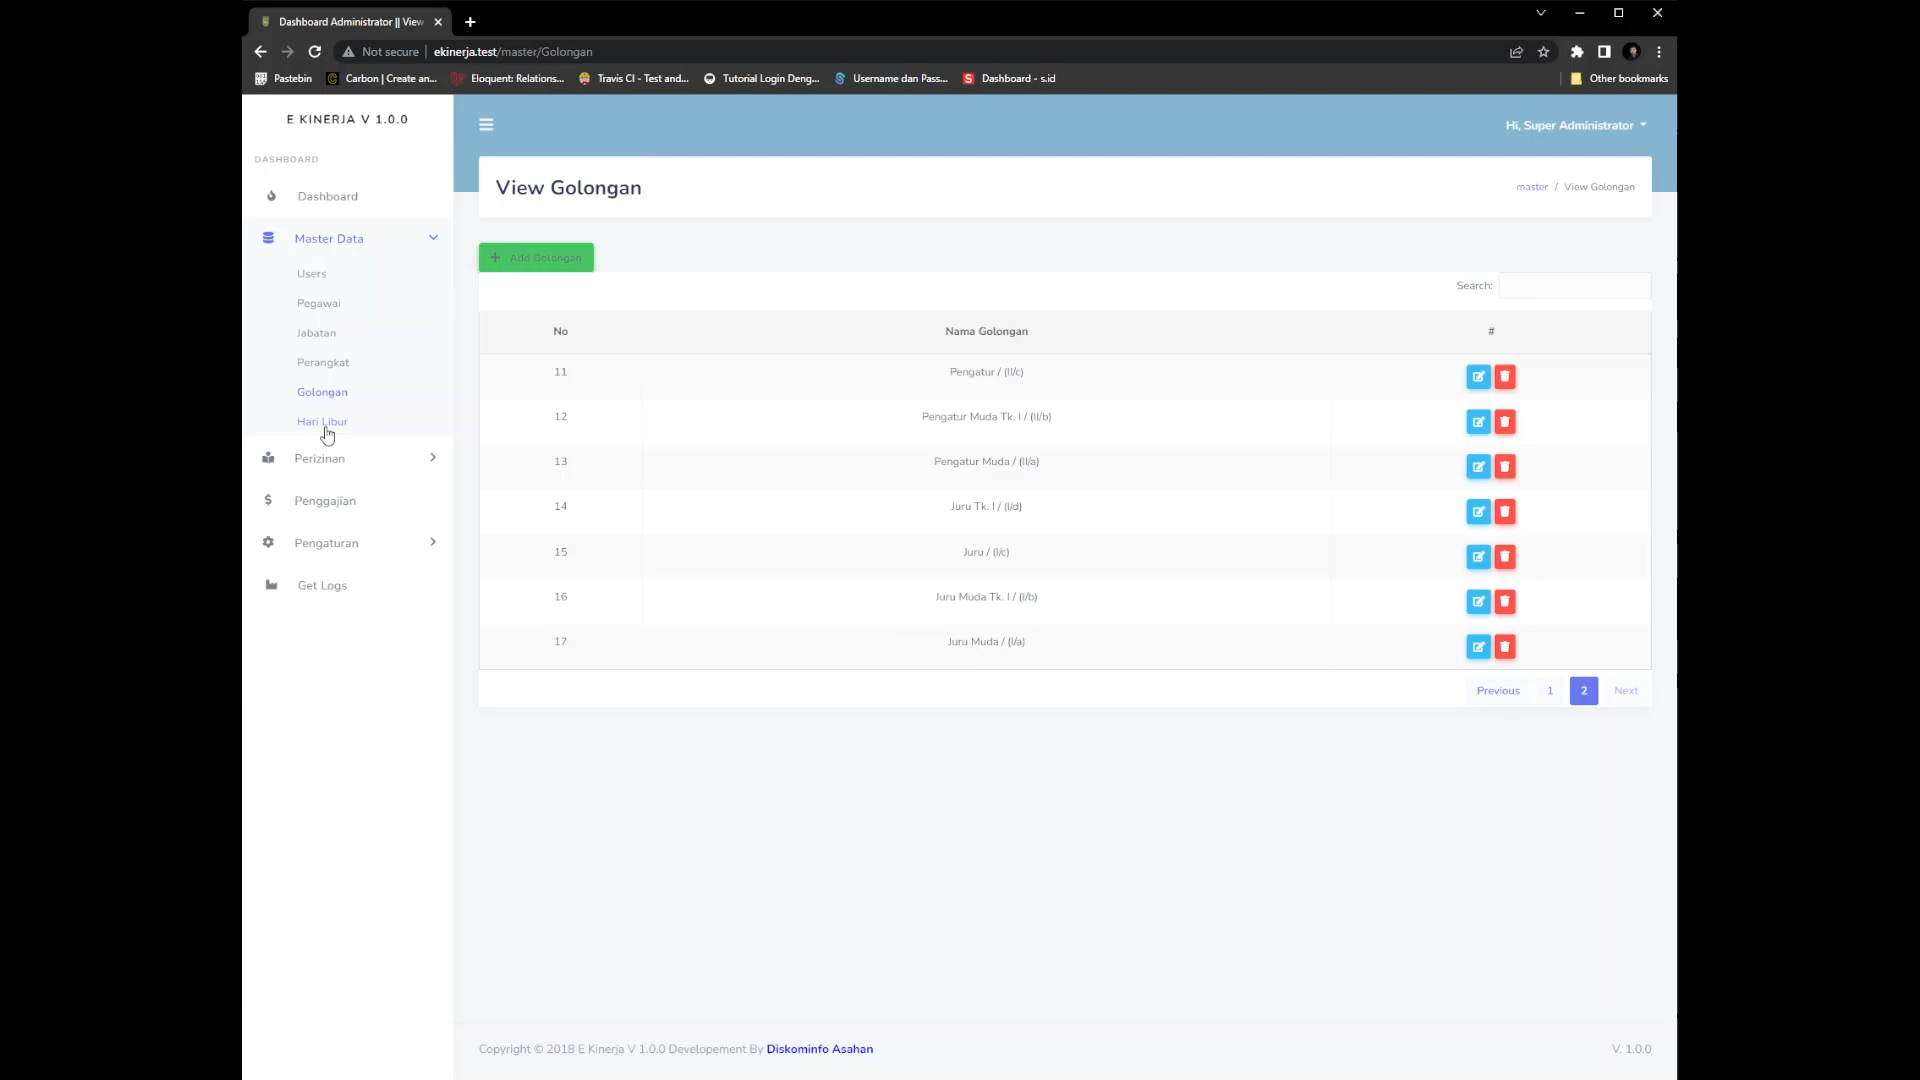 Dashboard Administrator || View
Not secure | ekinerja.test/master/Golongan
Pastebin Carbon | Create an... Eloquent: Relations... Travis CI - Test and... Tutorial Login Deng... Username dan Pass... Dashboard - s.id Other bookmarks
E KINERJA V 1.0.0
Hi, Super Administrator
DASHBOARD
Dashboard
Master Data
Users
Pegawai
Jabatan
Perangkat
Golongan
Hari Libur
Perizinan
Penggajian
Pengaturan
Get Logs
View Golongan
master / View Golongan
Add Golongan
Search:
No Nama Golongan #
11 Pengatur / (II/c)
12 Pengatur Muda Tk. I / (II/b)
13 Pengatur Muda / (II/a)
14 Juru Tk. I / (I/d)
15 Juru / (I/c)
16 Juru Muda Tk. I / (I/b)
17 Juru Muda / (I/a)
Previous 1 2 Next
Copyright © 2018 E Kinerja V 1.0.0 Developement By Diskominfo Asahan
V. 1.0.0